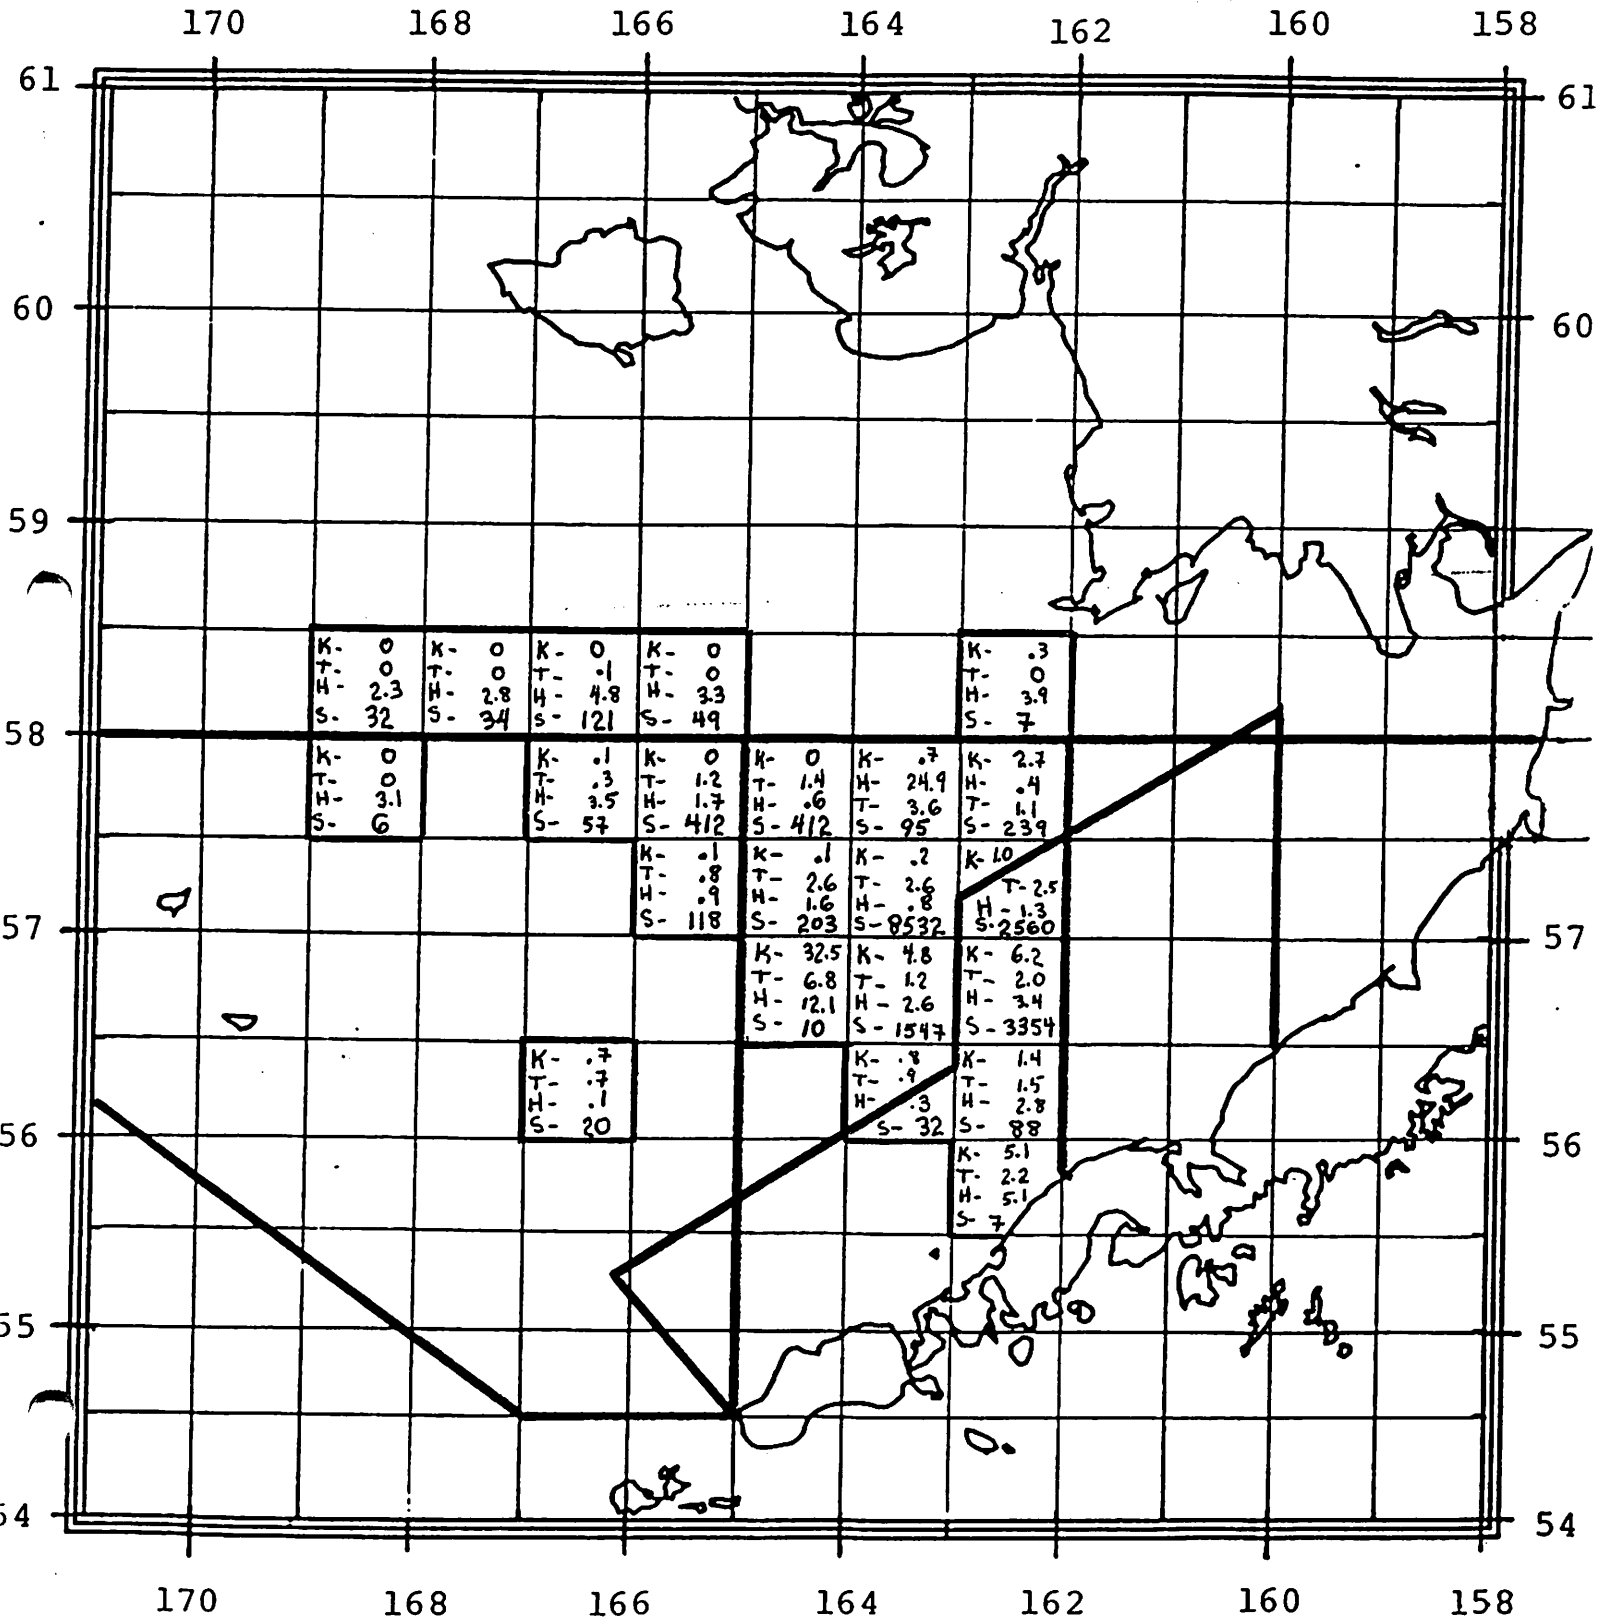 170 168 166 164 162 160 158
61 61
60 60
59
K- 0 K- 0 K- 0 K- 0 K- .3
T- 0 T- 0 T- .1 T- 0 T- 0
H- 2.3 H- 2.8 H- 4.8 H- 3.3 H- 3.9
S- 32 S- 34 S- 121 S- 49 S- 7
58
K- 0 K- .1 K- 0 K- 0 K- .7 K- 2.7
T- 0 T- .3 T- 1.2 T- 1.4 H- 24.9 H- .4
H- 3.1 H- 3.5 H- 1.7 H- .6 T- 3.6 T- 1.1
S- 6 S- 57 S- 412 S- 412 S- 95 S- 239
K- .1 K- .1 K- .2 K- 1.0
T- .8 T- 2.6 T- 2.6 T- 2.5
H- .9 H- 1.6 H- .8 H- 1.3
S- 118 S- 203 S- 8532 S- 2560
57 57
K- 32.5 K- 4.8 K- 6.2
T- 6.8 T- 1.2 T- 2.0
H- 12.1 H- 2.6 H- 3.4
S- 10 S- 1547 S- 3354
K- .7 K- .8 K- 1.4
T- .7 T- .9 T- 1.5
H- .1 H- .3 H- 2.8
S- 20 S- 32 S- 88
56 56
K- 5.1
T- 2.2
H- 5.1
S- 7
55 55
54 54
170 168 166 164 162 160 158